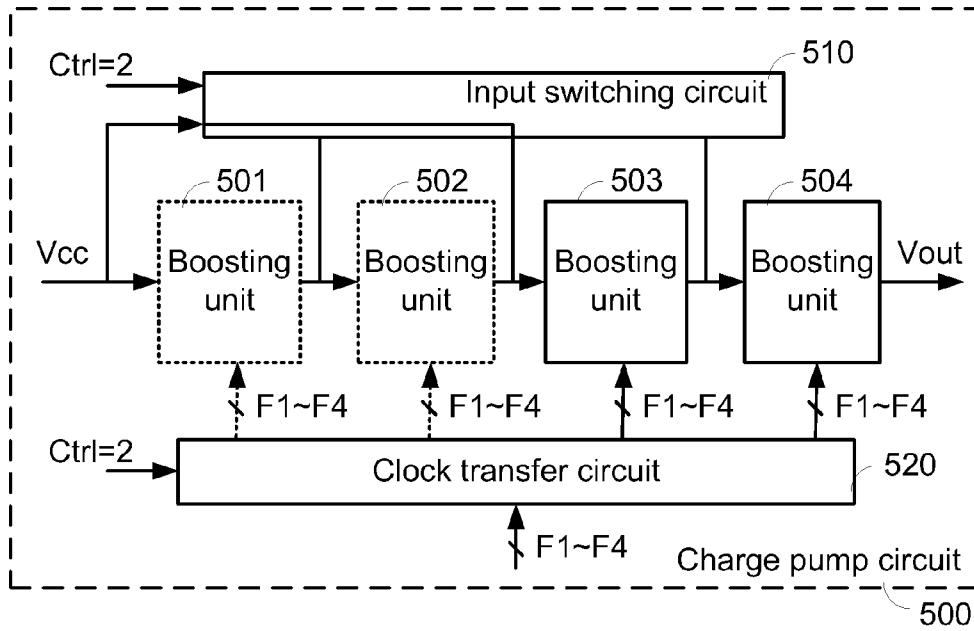 510
Ctrl=2
Input switching circuit
501
502
503
504
Vcc
Boosting
unit
Boosting
unit
Boosting
unit
Boosting
unit
Vout
F1~F4
F1~F4
F1~F4
F1~F4
Ctrl=2
Clock transfer circuit
520
F1~F4
Charge pump circuit
500